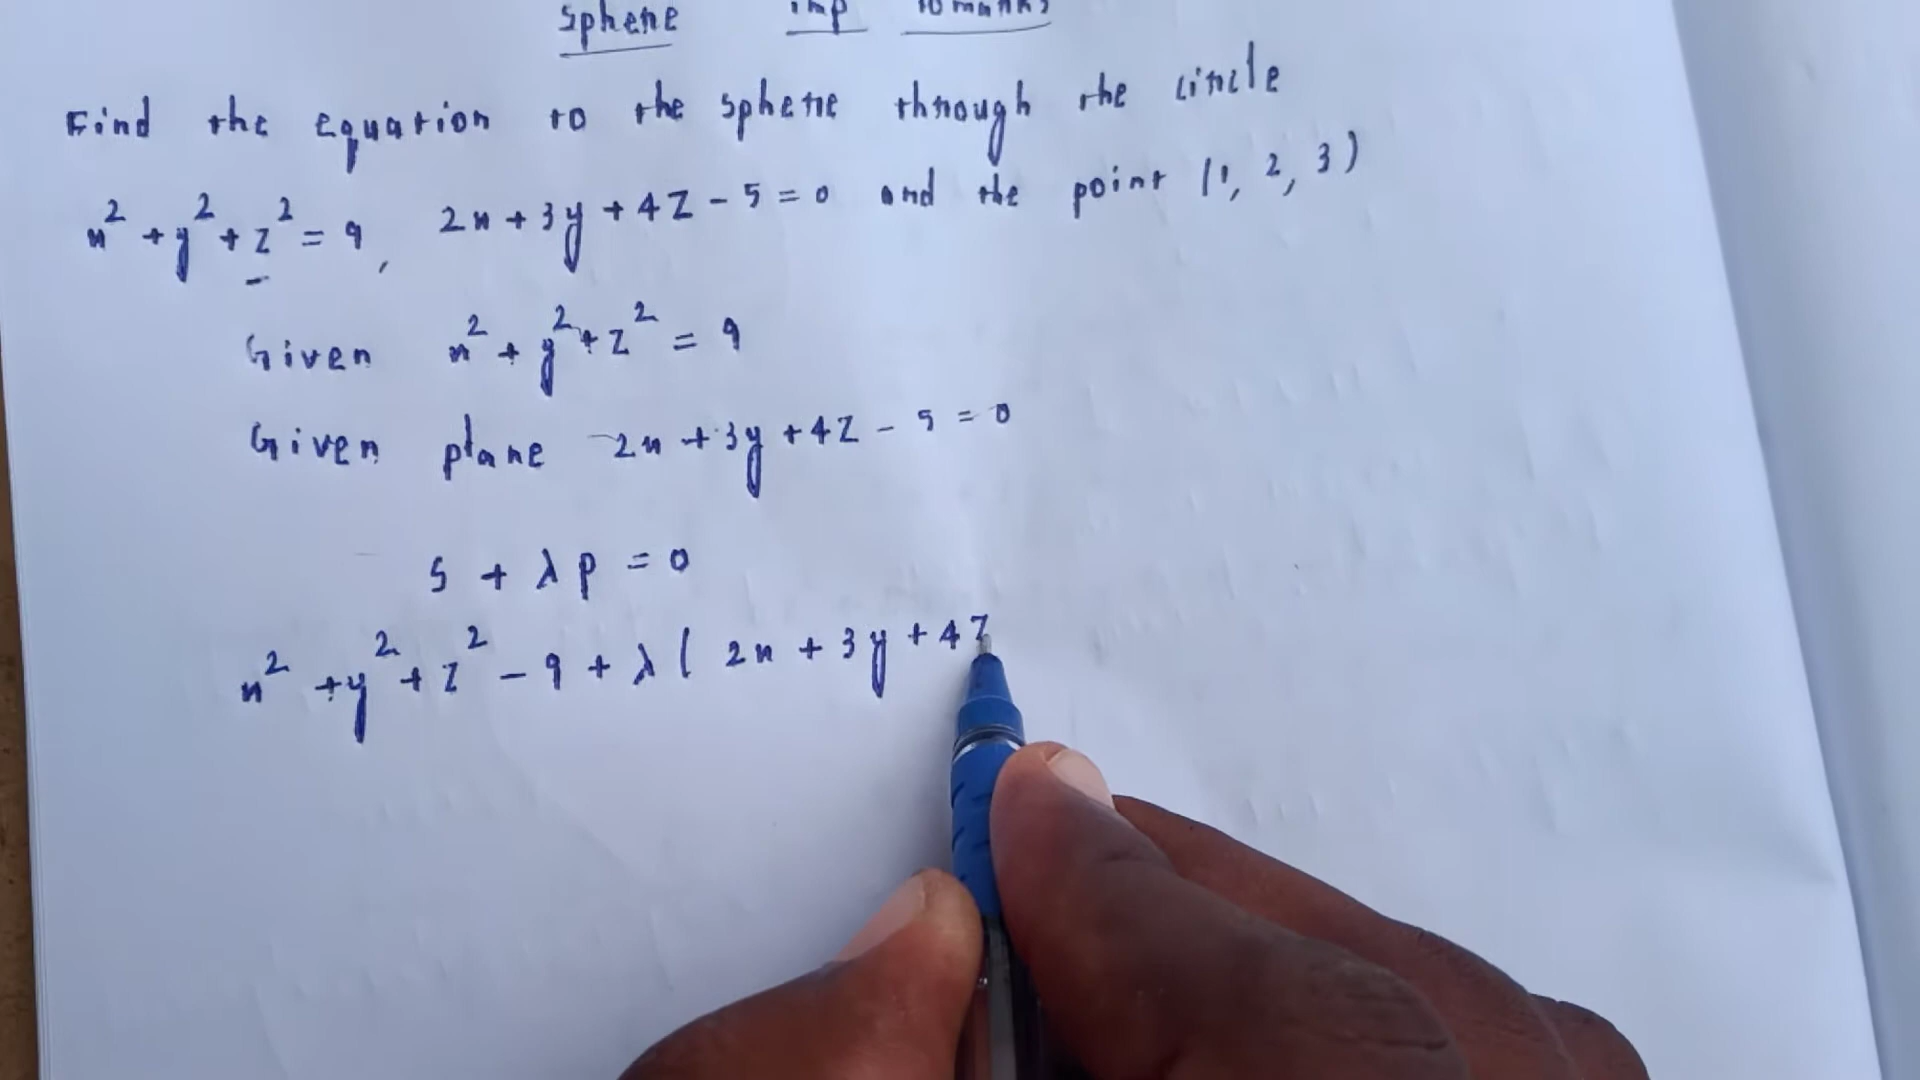 Sphere imp 10 marks
Find the equation to the sphere through the circle
x² + y² + z² = 9, 2x + 3y + 4z - 5 = 0 and the point (1, 2, 3)
Given x² + y² + z² = 9
Given plane 2x + 3y + 4z - 5 = 0
S + λp = 0
x² + y² + z² - 9 + λ( 2x + 3y + 4z